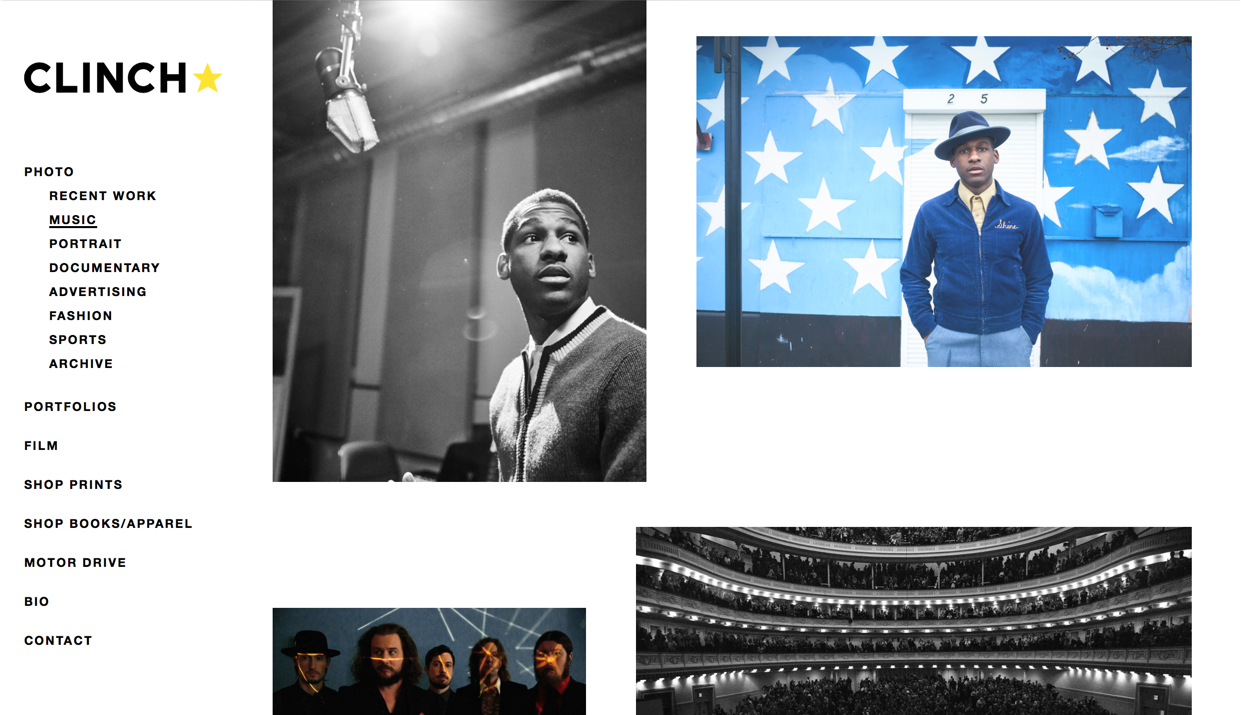 CLINCH
PHOTO
RECENT WORK
MUSIC
PORTRAIT
DOCUMENTARY
ADVERTISING
FASHION
SPORTS
ARCHIVE
PORTFOLIOS
FILM
SHOP PRINTS
SHOP BOOKS/APPAREL
MOTOR DRIVE
BIO
CONTACT
2 5